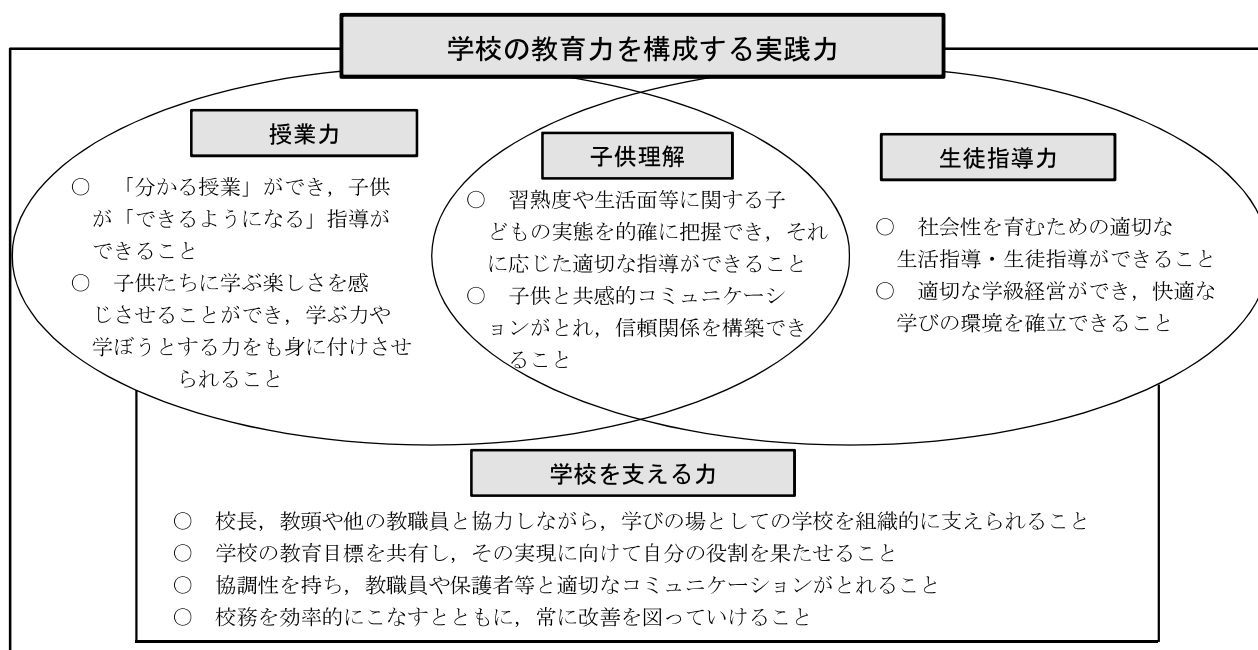 学校の教育力を構成する実践力
授業力
○　「分かる授業」ができ，子供
が「できるようになる」指導が
できること
○　子供たちに学ぶ楽しさを感
じさせることができ，学ぶ力や
学ぼうとする力をも身に付けさせ
られること
子供理解
○　習熟度や生活面等に関する子
どもの実態を的確に把握でき，それ
に応じた適切な指導ができること
○　子供と共感的コミュニケーシ
ョンがとれ，信頼関係を構築でき
ること
生徒指導力
○　社会性を育むための適切な
生活指導・生徒指導ができること
○　適切な学級経営ができ，快適な
学びの環境を確立できること
学校を支える力
○　校長，教頭や他の教職員と協力しながら，学びの場としての学校を組織的に支えられること
○　学校の教育目標を共有し，その実現に向けて自分の役割を果たせること
○　協調性を持ち，教職員や保護者等と適切なコミュニケーションがとれること
○　校務を効率的にこなすとともに，常に改善を図っていけること